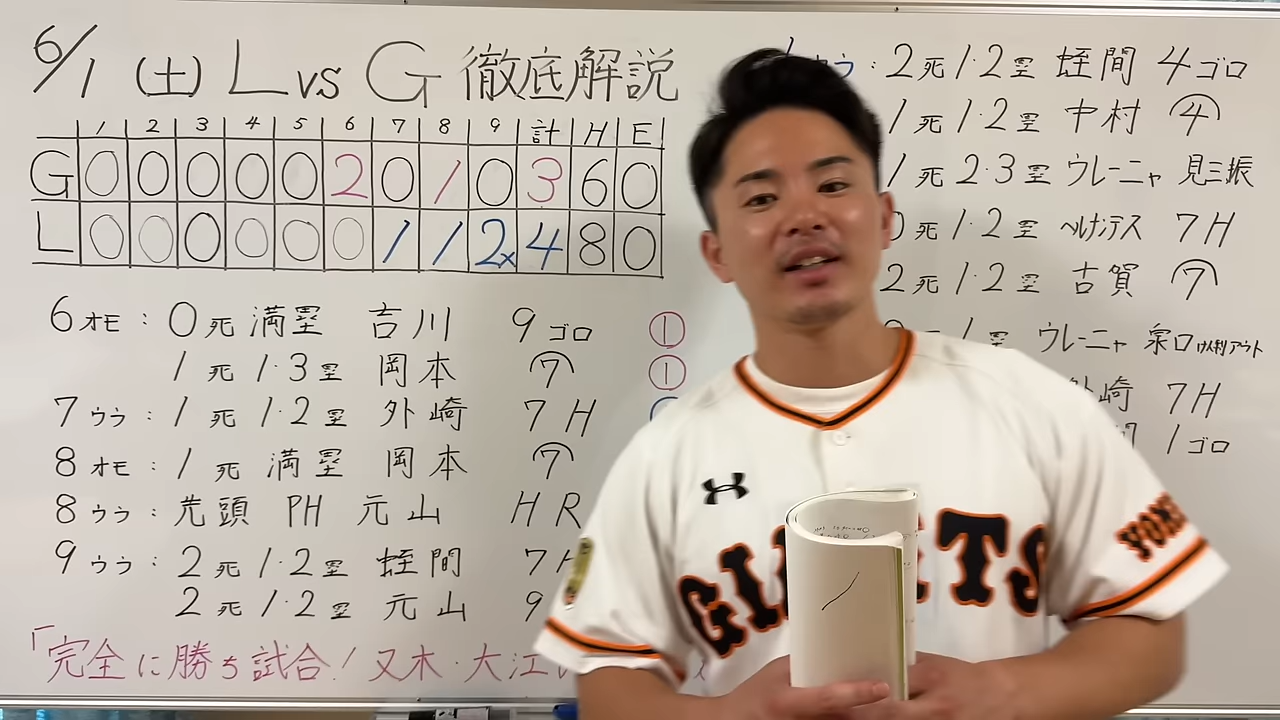 6/1 (土) L vs G 徹底解説
1 2 3 4 5 6 7 8 9 計 H E
G 0 0 0 0 0 2 0 1 0 3 6 0
L 0 0 0 0 0 0 1 1 2x 4 8 0
6オモ : 0死 満塁 吉川 9ゴロ ①
1死 1・3塁 岡本 7 ①
7ウラ : 1死 1・2塁 外崎 7H
8オモ : 1死 満塁 岡本 7
8ウラ : 先頭 PH 元山 HR
9ウラ : 2死 1・2塁 蛭間 7H
2死 1・2塁 元山 9
「完全に勝ち試合! 又木・大江
ウラ : 2死 1・2塁 蛭間 4ゴロ
1死 1・2塁 中村 4
1死 2・3塁 ウレーニャ 見三振
0死 1・2塁 ヘルナンデス 7H
2死 1・2塁 古賀 7
1塁 ウレーニャ 泉口
崎 7H
1ゴロ
GIANTS